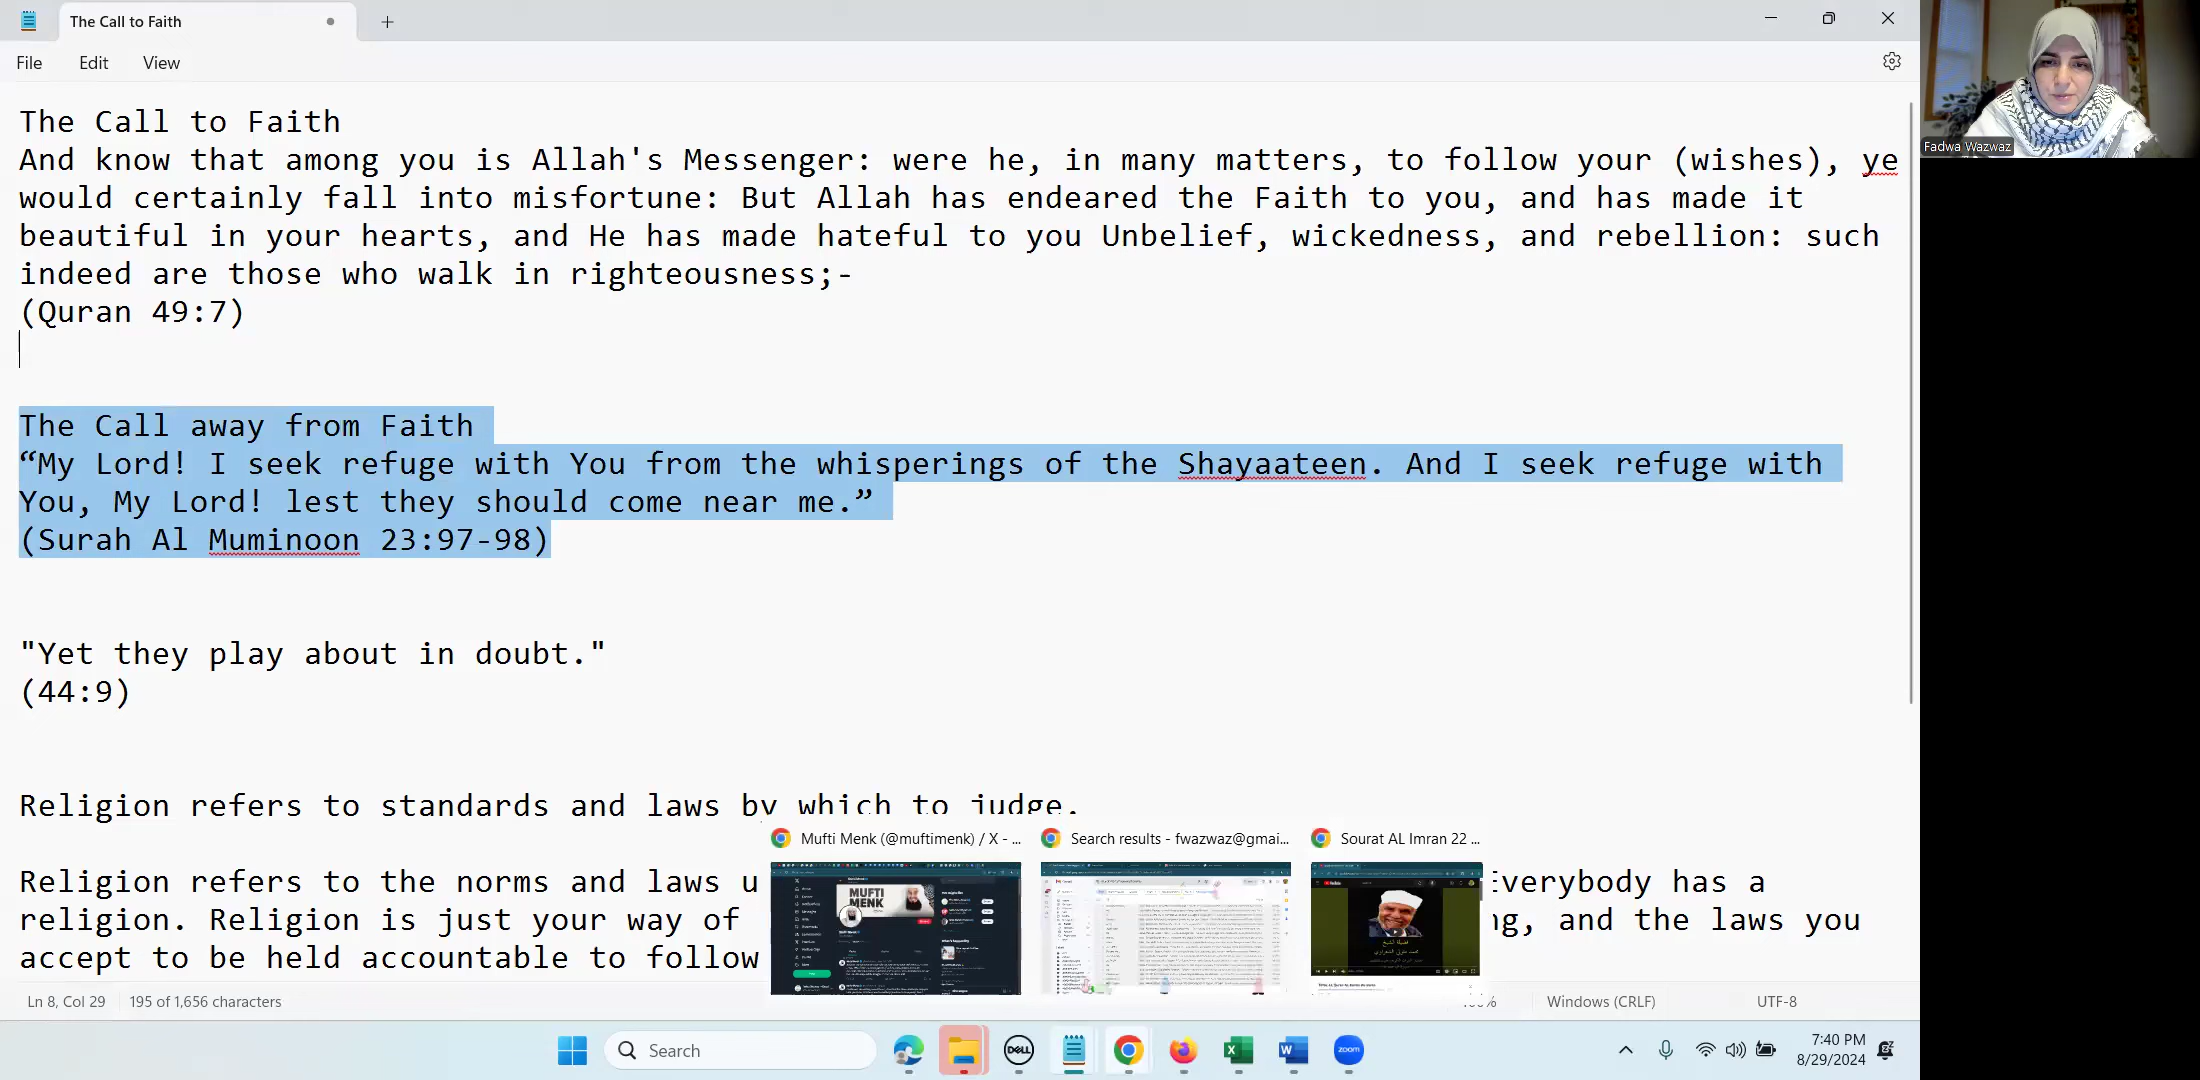 The Call to Faith
File Edit View
Fadwa Wazwaz
The Call to Faith
And know that among you is Allah's Messenger: were he, in many matters, to follow your (wishes), ye
would certainly fall into misfortune: But Allah has endeared the Faith to you, and has made it
beautiful in your hearts, and He has made hateful to you Unbelief, wickedness, and rebellion: such
indeed are those who walk in righteousness;-
(Quran 49:7)
The Call away from Faith
“My Lord! I seek refuge with You from the whisperings of the Shayaateen. And I seek refuge with
You, My Lord! lest they should come near me.”
(Surah Al Muminoon 23:97-98)
"Yet they play about in doubt."
(44:9)
Religion refers to standards and laws by which to judge.
Mufti Menk (@muftimenk) / X - ... Search results - fwazwaz@gmai... Sourat AL Imran 22 ...
MUFTI
MENK
Religion refers to the norms and laws u Everybody has a
religion. Religion is just your way of ng, and the laws you
accept to be held accountable to follow
Ln 8, Col 29 195 of 1,656 characters Windows (CRLF) UTF-8
Search DELL zoom 7:40 PM
8/29/2024